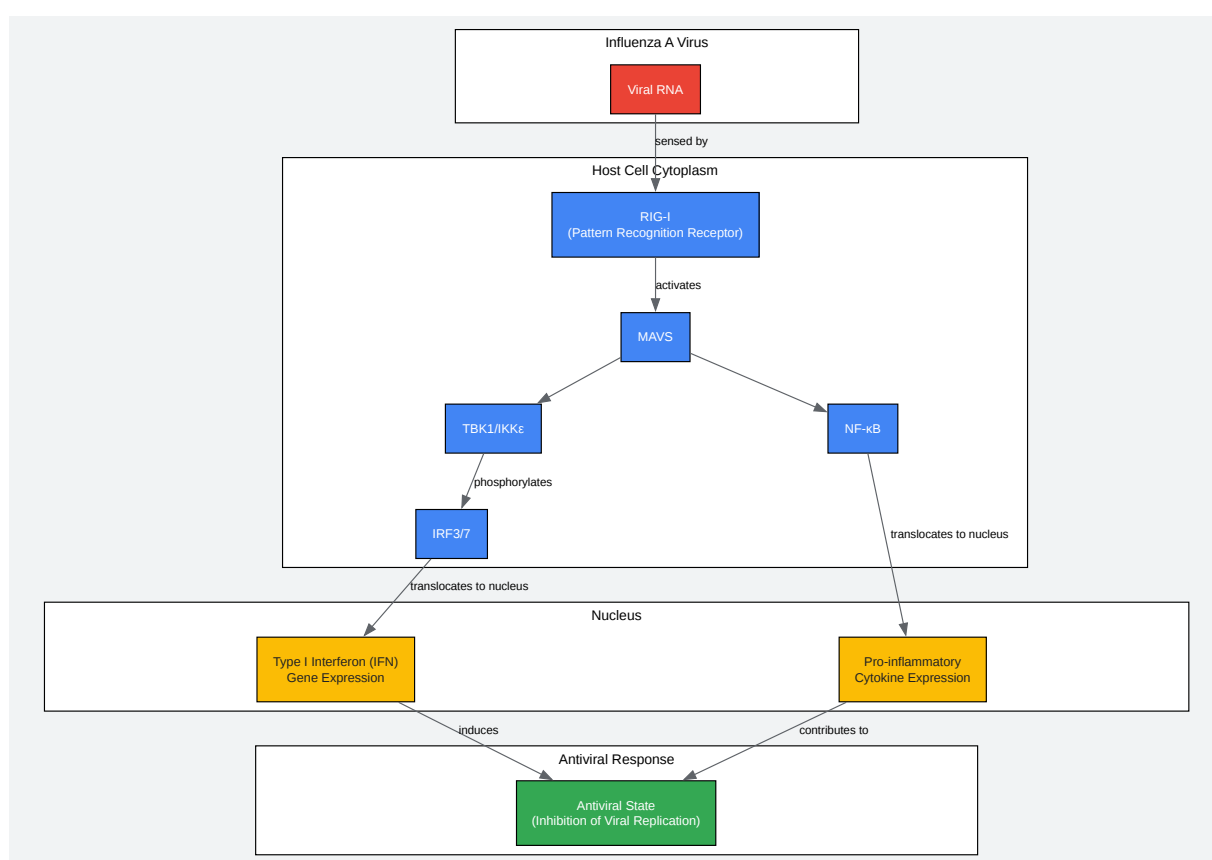 Influenza A Virus
Viral RNA
sensed by
Host Cell Cytoplasm
RIG-I
(Pattern Recognition Receptor)
activates
MAVS
TBK1/IKKε
NF-κB
phosphorylates
IRF3/7
translocates to nucleus
translocates to nucleus
Nucleus
Type I Interferon (IFN)
Gene Expression
Pro-inflammatory
Cytokine Expression
induces
contributes to
Antiviral Response
Antiviral State
(Inhibition of Viral Replication)